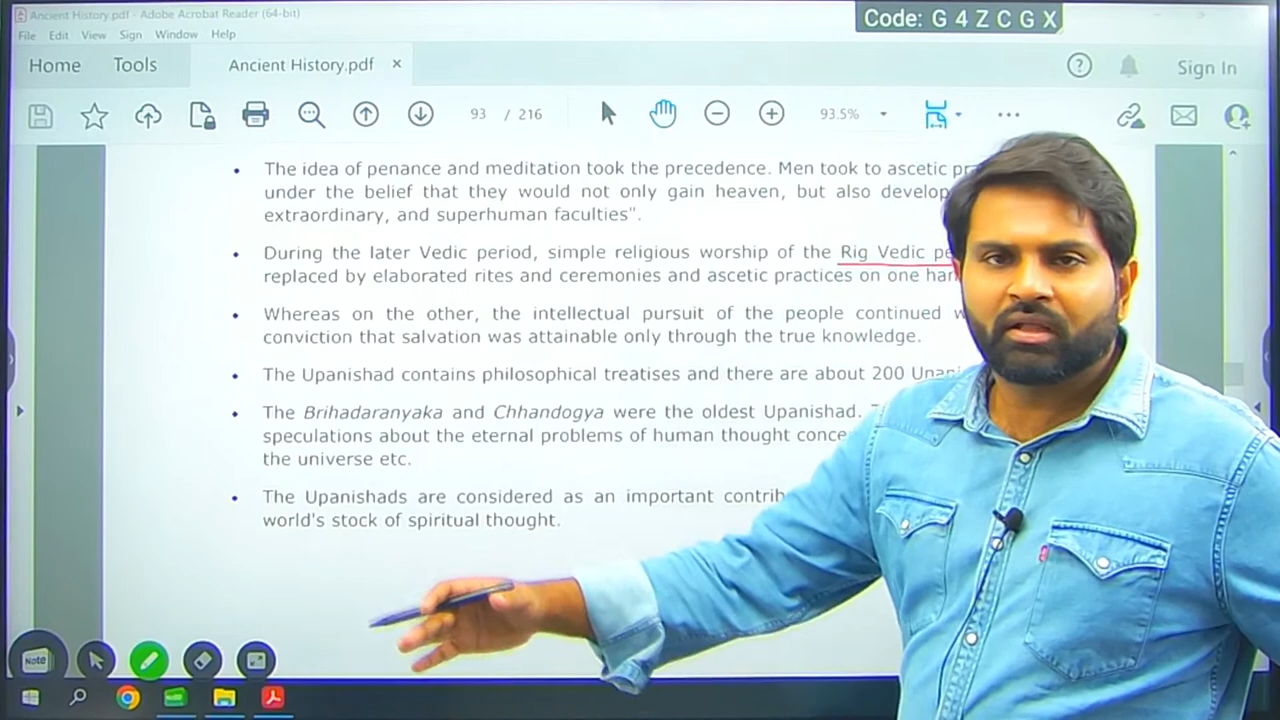 Ancient History.pdf - Adobe Acrobat Reader (64-bit)
Code: G 4 Z C G X
File Edit View Sign Window Help
Home Tools Ancient History.pdf × Sign In
93 / 216 93.5%
• The idea of penance and meditation took the precedence. Men took to ascetic
under the belief that they would not only gain heaven, but also develop
extraordinary, and superhuman faculties".
• During the later Vedic period, simple religious worship of the Rig Vedic
replaced by elaborated rites and ceremonies and ascetic practices on one
• Whereas on the other, the intellectual pursuit of the people continued
conviction that salvation was attainable only through the true knowledge.
• The Upanishad contains philosophical treatises and there are about 200
• The Brihadaranyaka and Chhandogya were the oldest Upanishad.
speculations about the eternal problems of human thought
the universe etc.
• The Upanishads are considered as an important
world's stock of spiritual thought.
Note